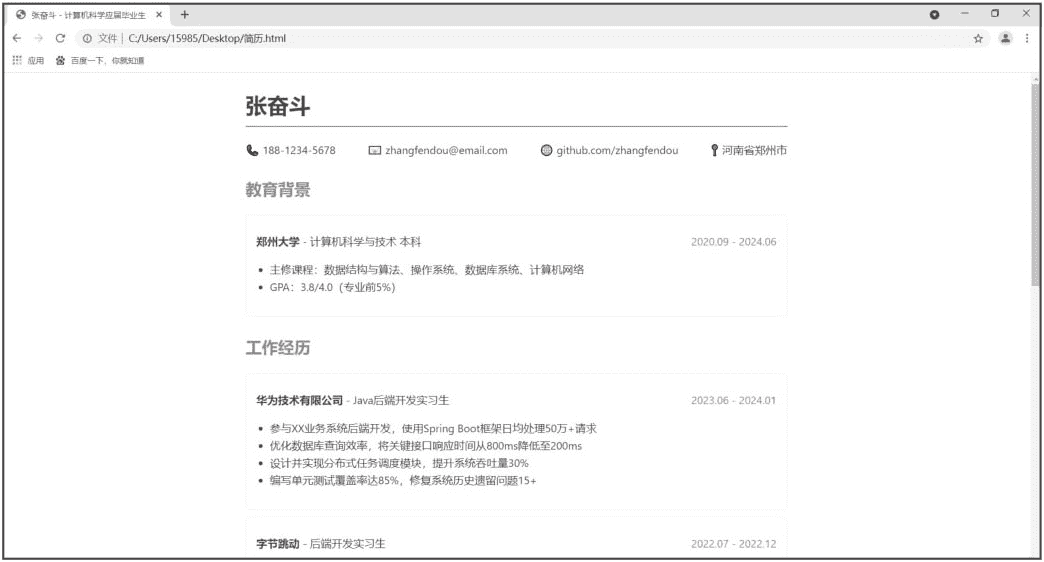 张奋斗 - 计算机科学应届毕业生
文件 | C:/Users/15985/Desktop/简历.html
应用 百度一下，你就知道
张奋斗
188-1234-5678 zhangfendou@email.com github.com/zhangfendou 河南省郑州市
教育背景
郑州大学 - 计算机科学与技术 本科 2020.09 - 2024.06
主修课程：数据结构与算法、操作系统、数据库系统、计算机网络
GPA：3.8/4.0（专业前5%）
工作经历
华为技术有限公司 - Java后端开发实习生 2023.06 - 2024.01
参与XX业务系统后端开发，使用Spring Boot框架日均处理50万+请求
优化数据库查询效率，将关键接口响应时间从800ms降低至200ms
设计并实现分布式任务调度模块，提升系统吞吐量30%
编写单元测试覆盖率达85%，修复系统历史遗留问题15+
字节跳动 - 后端开发实习生 2022.07 - 2022.12